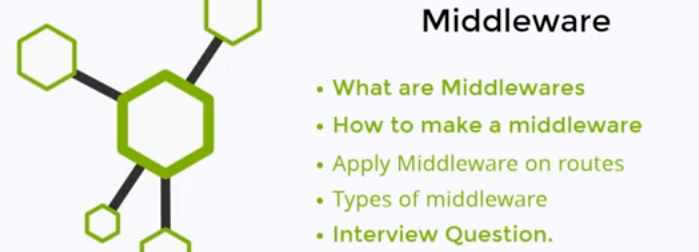 Middleware
• What are Middlewares
• How to make a middleware
• Apply Middleware on routes
• Types of middleware
• Interview Question.